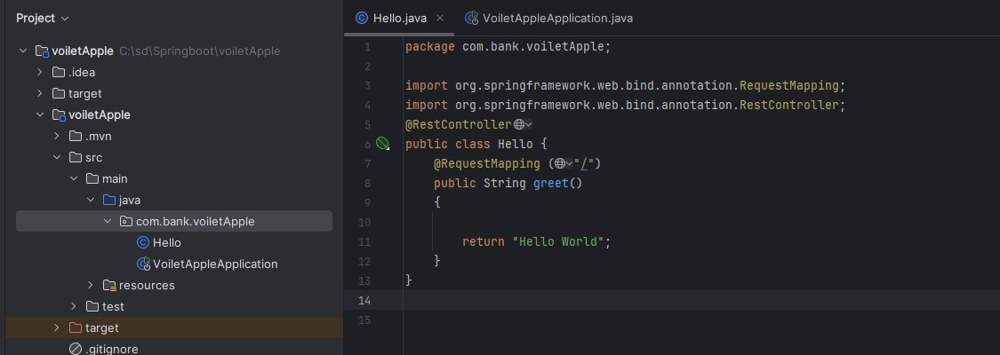 Project
voiletApple C:\sd\Springboot\voiletApple
.idea
target
voiletApple
.mvn
src
main
java
com.bank.voiletApple
Hello
VoiletAppleApplication
resources
test
target
.gitignore
Hello.java
VoiletAppleApplication.java
1 package com.bank.voiletApple;
2
3 import org.springframework.web.bind.annotation.RequestMapping;
4 import org.springframework.web.bind.annotation.RestController;
5 @RestController
6 public class Hello {
7 @RequestMapping ("/")
8 public String greet()
9 {
10
11 return "Hello World";
12 }
13 }
14
15